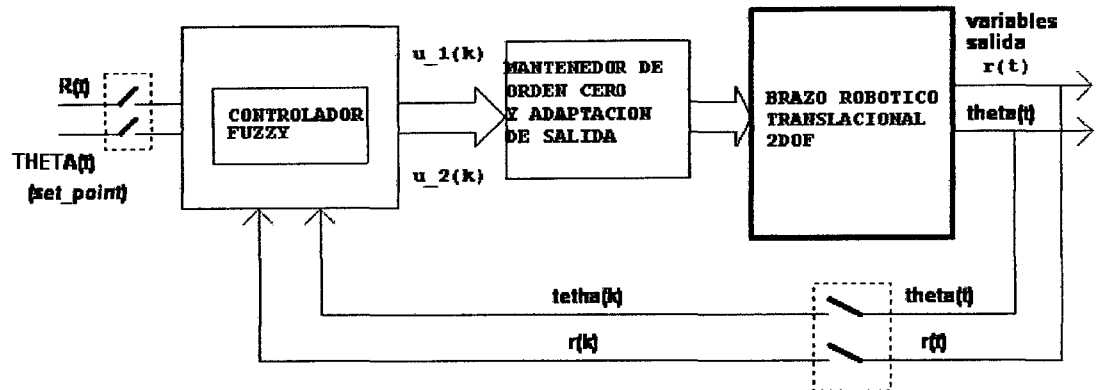 R(t)
THETA(t)
(set_point)
CONTROLADOR
FUZZY
u_1(k)
u_2(k)
MANTENEDOR DE
ORDEN CERO
Y ADAPTACION
DE SALIDA
BRAZO ROBOTICO
TRANSLACIONAL
2DOF
variables
salida
r(t)
theta(t)
tetha(k)
theta(t)
r(k)
r(t)